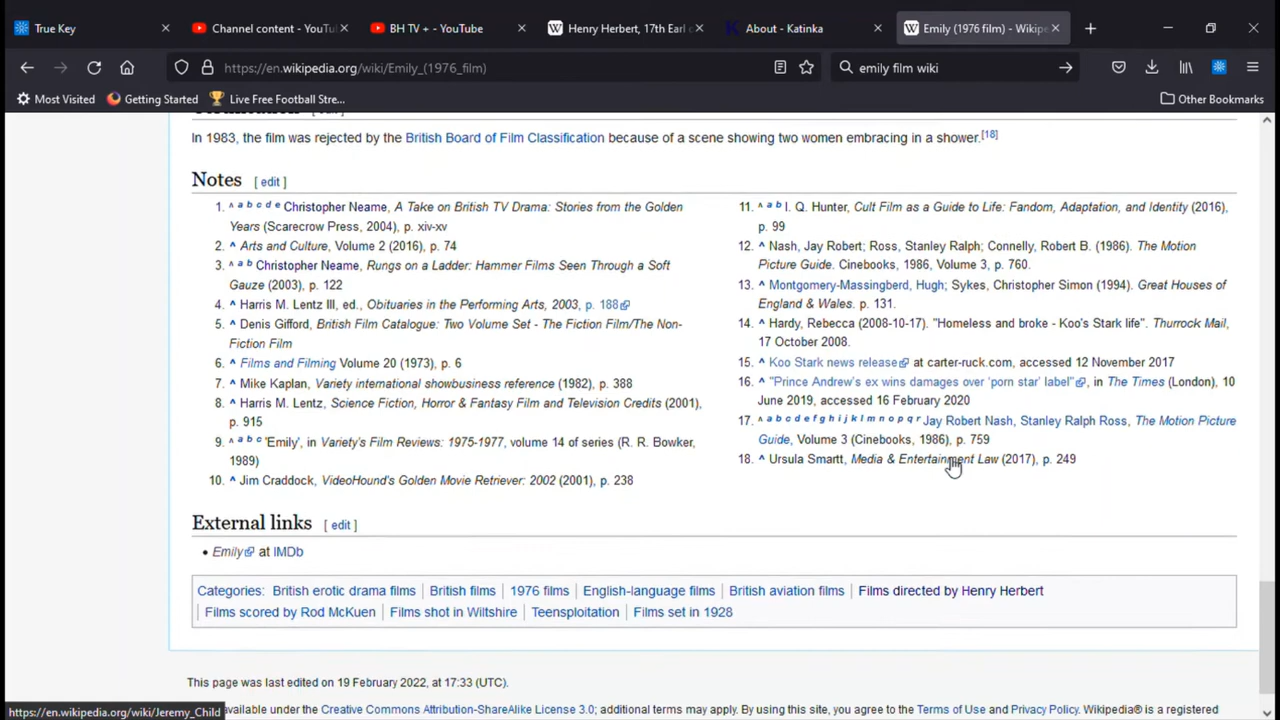 True Key
Channel content - YouTu
BH TV + - YouTube
Henry Herbert, 17th Earl o
About - Katinka
Emily (1976 film) - Wikipe
https://en.wikipedia.org/wiki/Emily_(1976_film)
emily film wiki
Most Visited
Getting Started
Live Free Football Stre...
Other Bookmarks
[ edit ]
In 1983, the film was rejected by the British Board of Film Classification because of a scene showing two women embracing in a shower.[18]
Notes [ edit ]
1. ^ a b c d e Christopher Neame, A Take on British TV Drama: Stories from the Golden
Years (Scarecrow Press, 2004), p. xiv-xv
2. ^ Arts and Culture, Volume 2 (2016), p. 74
3. ^ a b Christopher Neame, Rungs on a Ladder: Hammer Films Seen Through a Soft
Gauze (2003), p. 122
4. ^ Harris M. Lentz III, ed., Obituaries in the Performing Arts, 2003, p. 188
5. ^ Denis Gifford, British Film Catalogue: Two Volume Set - The Fiction Film/The Non-
Fiction Film
6. ^ Films and Filming Volume 20 (1973), p. 6
7. ^ Mike Kaplan, Variety international showbusiness reference (1982), p. 388
8. ^ Harris M. Lentz, Science Fiction, Horror & Fantasy Film and Television Credits (2001),
p. 915
9. ^ a b c 'Emily', in Variety's Film Reviews: 1975-1977, volume 14 of series (R. R. Bowker,
1989)
10. ^ Jim Craddock, VideoHound's Golden Movie Retriever: 2002 (2001), p. 238
11. ^ a b I. Q. Hunter, Cult Film as a Guide to Life: Fandom, Adaptation, and Identity (2016),
p. 99
12. ^ Nash, Jay Robert; Ross, Stanley Ralph; Connelly, Robert B. (1986). The Motion
Picture Guide. Cinebooks, 1986, Volume 3, p. 760.
13. ^ Montgomery-Massingberd, Hugh; Sykes, Christopher Simon (1994). Great Houses of
England & Wales. p. 131.
14. ^ Hardy, Rebecca (2008-10-17). "Homeless and broke - Koo's Stark life". Thurrock Mail,
17 October 2008.
15. ^ Koo Stark news release at carter-ruck.com, accessed 12 November 2017
16. ^ "Prince Andrew's ex wins damages over 'porn star' label", in The Times (London), 10
June 2019, accessed 16 February 2020
17. ^ a b c d e f g h i j k l m n o p q r Jay Robert Nash, Stanley Ralph Ross, The Motion Picture
Guide, Volume 3 (Cinebooks, 1986), p. 759
18. ^ Ursula Smartt, Media & Entertainment Law (2017), p. 249
External links [ edit ]
• Emily at IMDb
Categories: British erotic drama films | British films | 1976 films | English-language films | British aviation films | Films directed by Henry Herbert
| Films scored by Rod McKuen | Films shot in Wiltshire | Teensploitation | Films set in 1928
This page was last edited on 19 February 2022, at 17:33 (UTC).
available under the Creative Commons Attribution-ShareAlike License 3.0; additional terms may apply. By using this site, you agree to the Terms of Use and Privacy Policy. Wikipedia® is a registered
https://en.wikipedia.org/wiki/Jeremy_Child